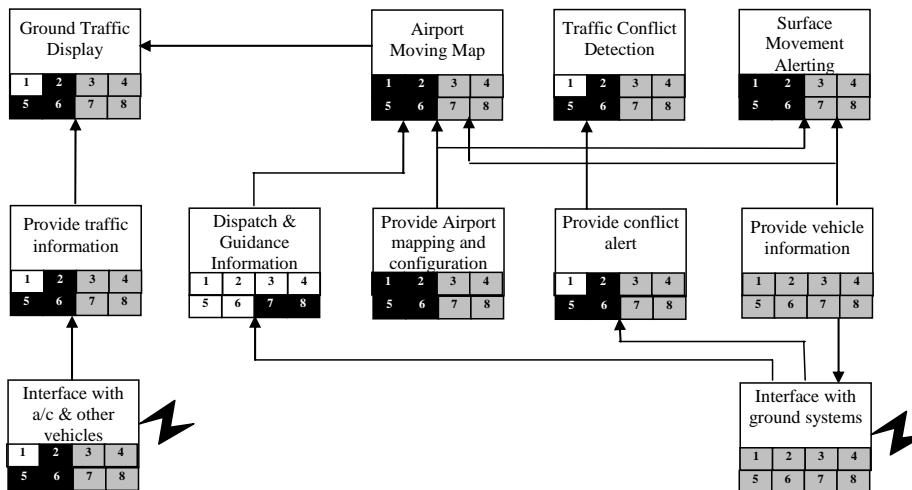 Ground Traffic
Display
1 2 3 4
5 6 7 8
Airport
Moving Map
1 2 3 4
5 6 7 8
Traffic Conflict
Detection
1 2 3 4
5 6 7 8
Surface
Movement
Alerting
1 2 3 4
5 6 7 8
Provide traffic
information
1 2 3 4
5 6 7 8
Dispatch &
Guidance
Information
1 2 3 4
5 6 7 8
Provide Airport
mapping and
configuration
1 2 3 4
5 6 7 8
Provide conflict
alert
1 2 3 4
5 6 7 8
Provide vehicle
information
1 2 3 4
5 6 7 8
Interface with
a/c & other
vehicles
1 2 3 4
5 6 7 8
Interface with
ground systems
1 2 3 4
5 6 7 8